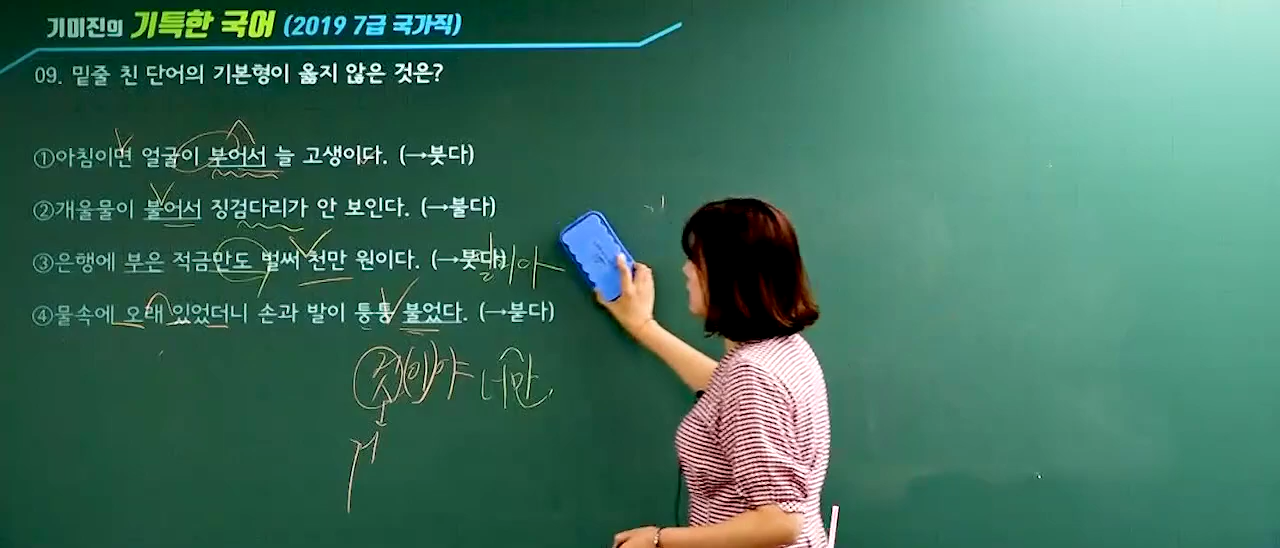 기미진의 기특한 국어 (2019 7급 국가직)
09. 밑줄 친 단어의 기본형이 옳지 않은 것은?
①아침이면 얼굴이 부어서 늘 고생이다. (→붓다)
②개울물이 불어서 징검다리가 안 보인다. (→불다)
③은행에 부은 적금만도 벌써 천만 원이다. (→붓다)
④물속에 오래 있었더니 손과 발이 퉁퉁 불었다. (→붇다)
너만